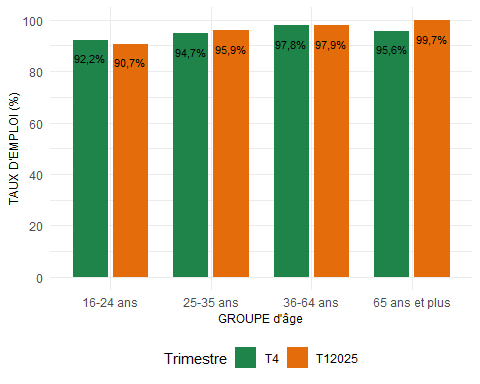 100
80
60
40
20
0
TAUX D'EMPLOI (%)
92,2%
90,7%
94,7%
95,9%
97,8%
97,9%
95,6%
99,7%
16-24 ans
25-35 ans
36-64 ans
65 ans et plus
GROUPE d'âge
Trimestre T4 T12025